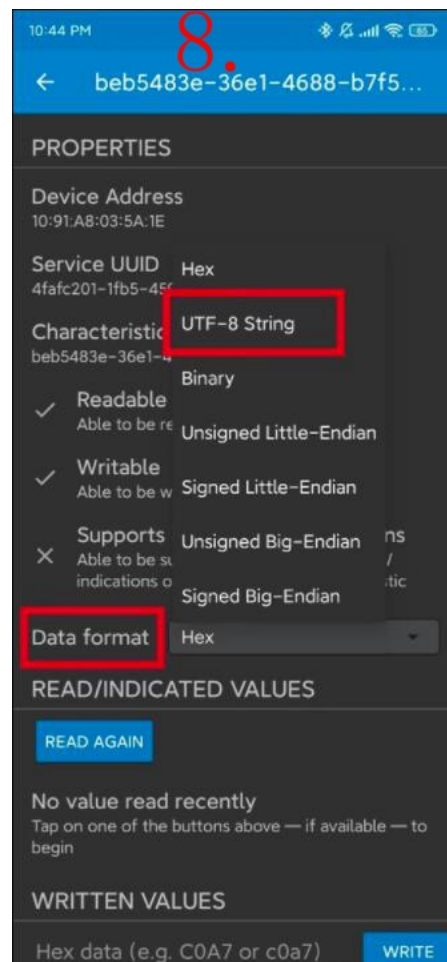 10:44 PM
8.
beb5483e-36e1-4688-b7f5...
PROPERTIES
Device Address
10:91:A8:03:5A:1E
Service UUID
4fafc201-1fb5-459
Characteristic
beb5483e-36e1-4
Readable
Able to be re
Writable
Able to be w
Supports
ns
Able to be su
/
indications o
tic
Hex
UTF-8 String
Binary
Unsigned Little-Endian
Signed Little-Endian
Unsigned Big-Endian
Signed Big-Endian
Data format
Hex
READ/INDICATED VALUES
READ AGAIN
No value read recently
Tap on one of the buttons above — if available — to
begin
WRITTEN VALUES
Hex data (e.g. C0A7 or c0a7)
WRITE